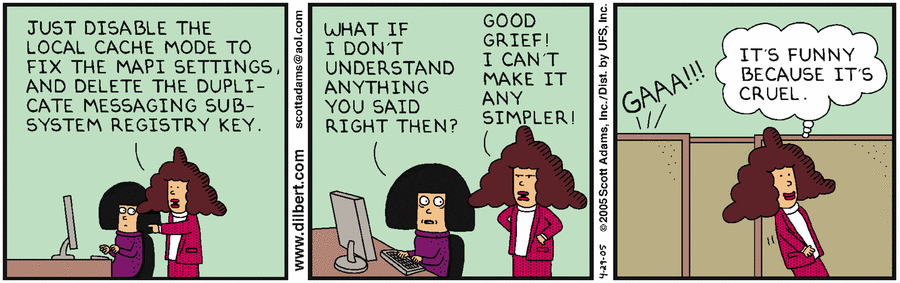 JUST DISABLE THE
LOCAL CACHE MODE TO
FIX THE MAPI SETTINGS,
AND DELETE THE DUPLI-
CATE MESSAGING SUB-
SYSTEM REGISTRY KEY.
www.dilbert.com scottadams@aol.com
WHAT IF
I DON'T
UNDERSTAND
ANYTHING
YOU SAID
RIGHT THEN?
GOOD
GRIEF!
I CAN'T
MAKE IT
ANY
SIMPLER!
4-29-05 ©2005 Scott Adams, Inc./Dist. by UFS, Inc.
GAAA!!!
IT'S FUNNY
BECAUSE IT'S
CRUEL.